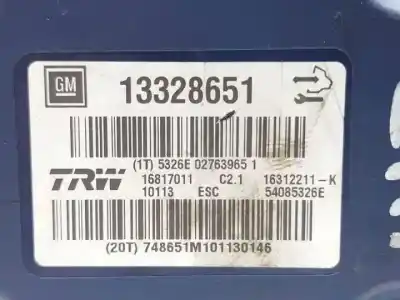 GM 13328651
(1T) 5326E 02763965 1
TRW 16817011 C2.1 16312211-K
10113 ESC 54085326E
(20T) 748651M101130146